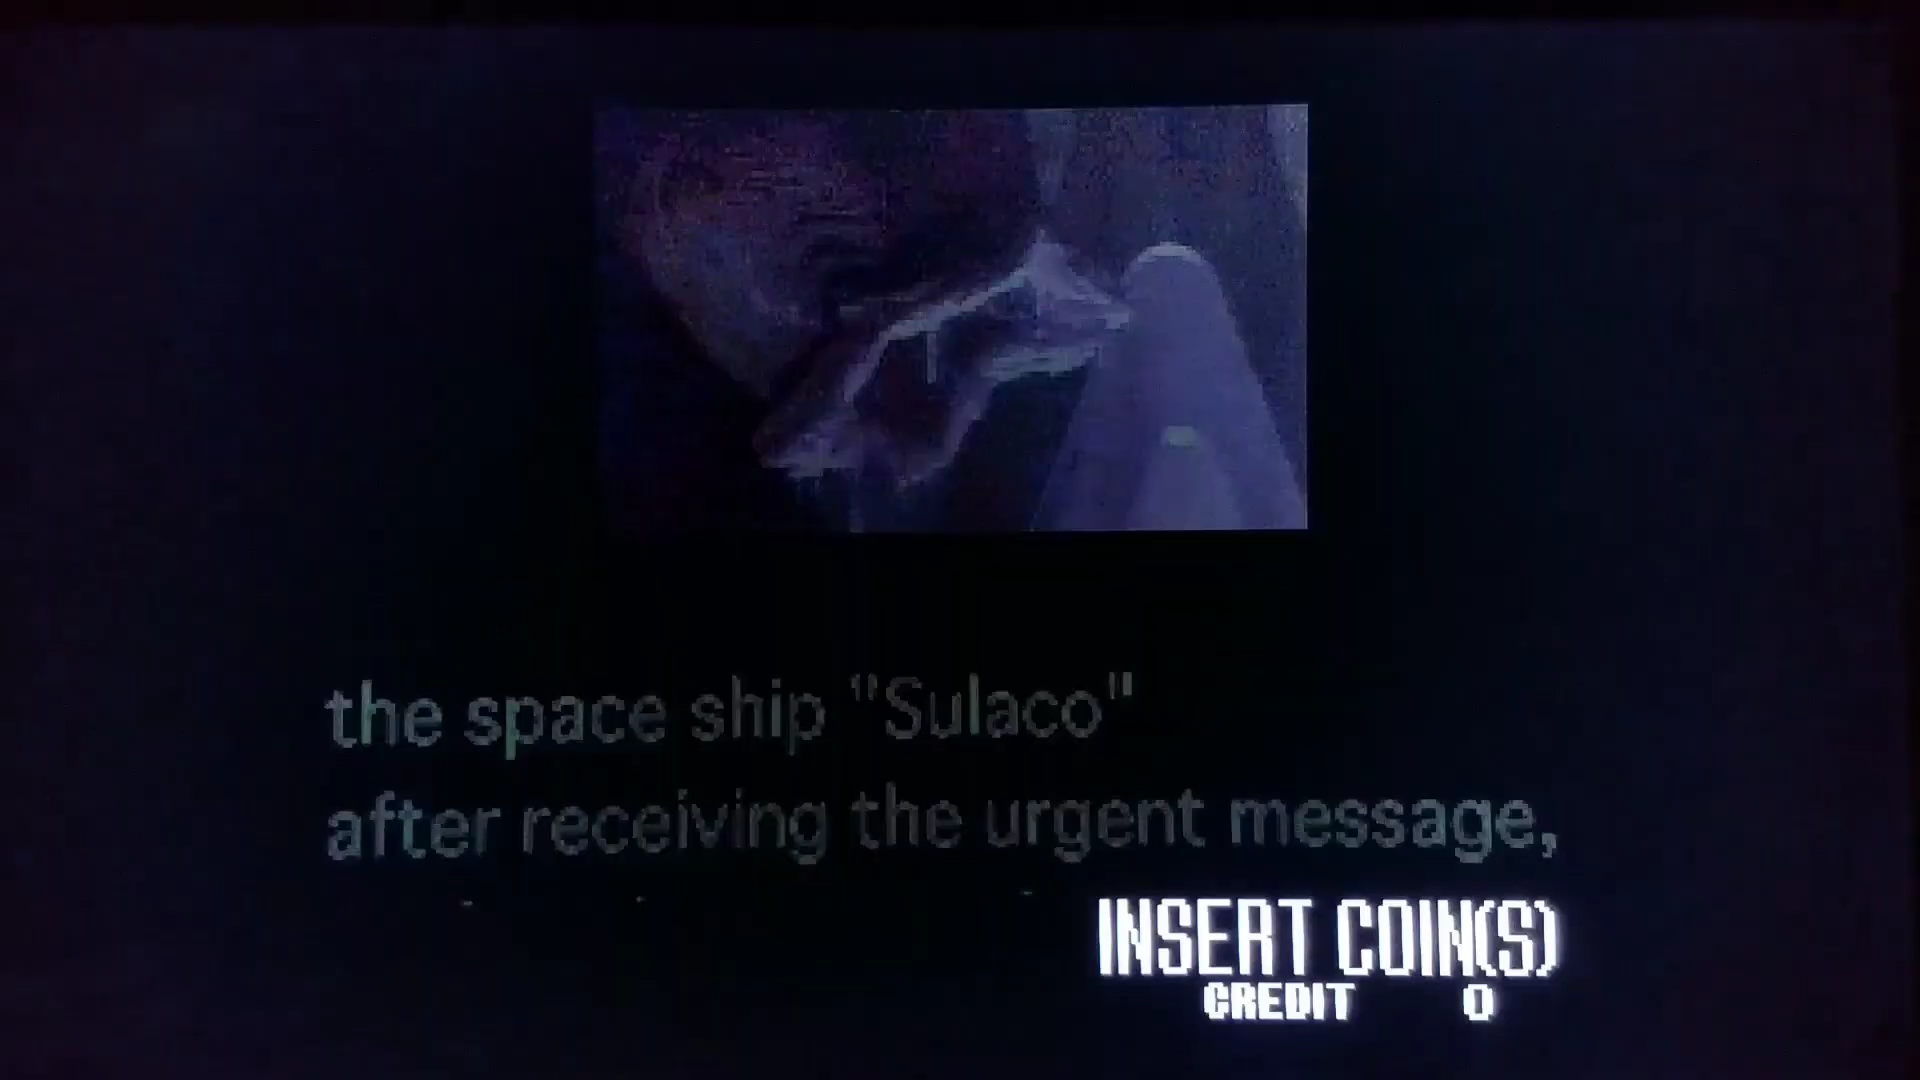 the space ship "Sulaco"
after receiving the urgent message,
INSERT COIN(S)
CREDIT 0